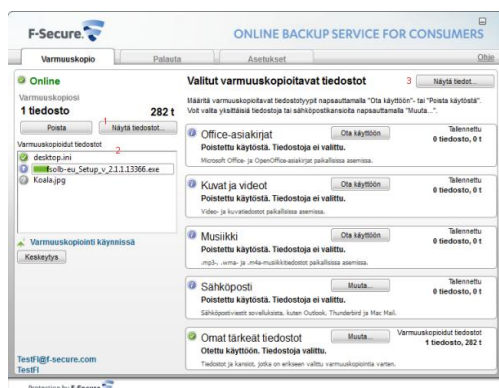 F-Secure.
ONLINE BACKUP SERVICE FOR CONSUMERS
Varmuuskopio
Palauta
Asetukset
Ohje
Online
Varmuuskopiosi
1 tiedosto
282 t
1
Poista
Näytä tiedostot...
Varmuuskopioidut tiedostot
2
desktop.ini
fsolb-eu_Setup_v_2.1.1.13366.exe
Koala.jpg
Varmuuskopiointi käynnissä
Keskeytys
TestFI@f-secure.com
TestFI
Valitut varmuuskopioitavat tiedostot
3
Näytä tiedot...
Määritä varmuuskopioitavat tiedostotyypit napsauttamalla "Ota käyttöön"- tai "Poista käytöstä".
Voit valita yksittäisiä tiedostoja tai sähköpostikansioita napsauttamalla "Muuta...".
Office-asiakirjat
Ota käyttöön
Tallennettu
0 tiedosto, 0 t
Poistettu käytöstä. Tiedostoja ei valittu.
Microsoft Office- ja OpenOffice-asiakirjat paikallisissa asemissa.
Kuvat ja videot
Ota käyttöön
Tallennettu
0 tiedosto, 0 t
Poistettu käytöstä. Tiedostoja ei valittu.
Video- ja kuvatiedostot paikallisissa asemissa.
Musiikki
Ota käyttöön
Tallennettu
0 tiedosto, 0 t
Poistettu käytöstä. Tiedostoja ei valittu.
.mp3-, .wma- ja .m4a-musiikkitiedostot paikallisissa asemissa.
Sähköposti
Muuta...
Tallennettu
0 tiedosto, 0 t
Poistettu käytöstä. Tiedostoja ei valittu.
Sähköpostiviestit sovelluksista, kuten Outlook, Thunderbird ja Mac Mail.
Omat tärkeät tiedostot
Muuta...
Varmuuskopioidut tiedostot
1 tiedosto, 282 t
Otettu käyttöön. Tiedostoja valittu.
Tiedostot ja kansiot, jotka on erikseen valittu varmuuskopiointia varten.
Protection by F-Secure